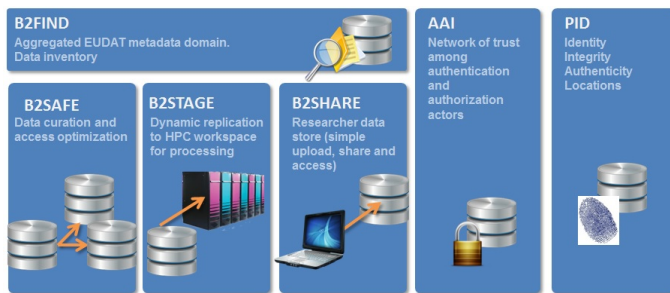 B2FIND
Aggregated EUDAT metadata domain.
Data inventory
AAI
Network of trust
among
authentication
and
authorization
actors
PID
Identity
Integrity
Authenticity
Locations
B2SAFE
Data curation and
access optimization
B2STAGE
Dynamic replication
to HPC workspace
for processing
B2SHARE
Researcher data
store (simple
upload, share and
access)